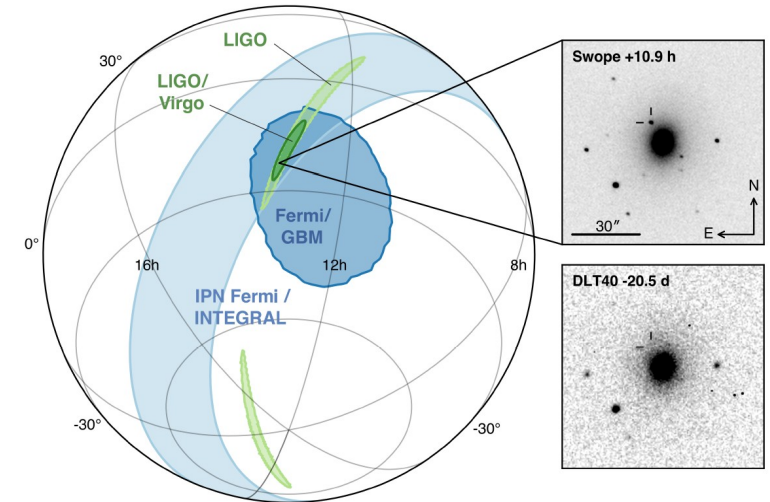 LIGO
LIGO/
Virgo
30°
0°
16h
12h
8h
Fermi/
GBM
IPN Fermi /
INTEGRAL
-30°
-30°
Swope +10.9 h
N
30″
E
DLT40 -20.5 d